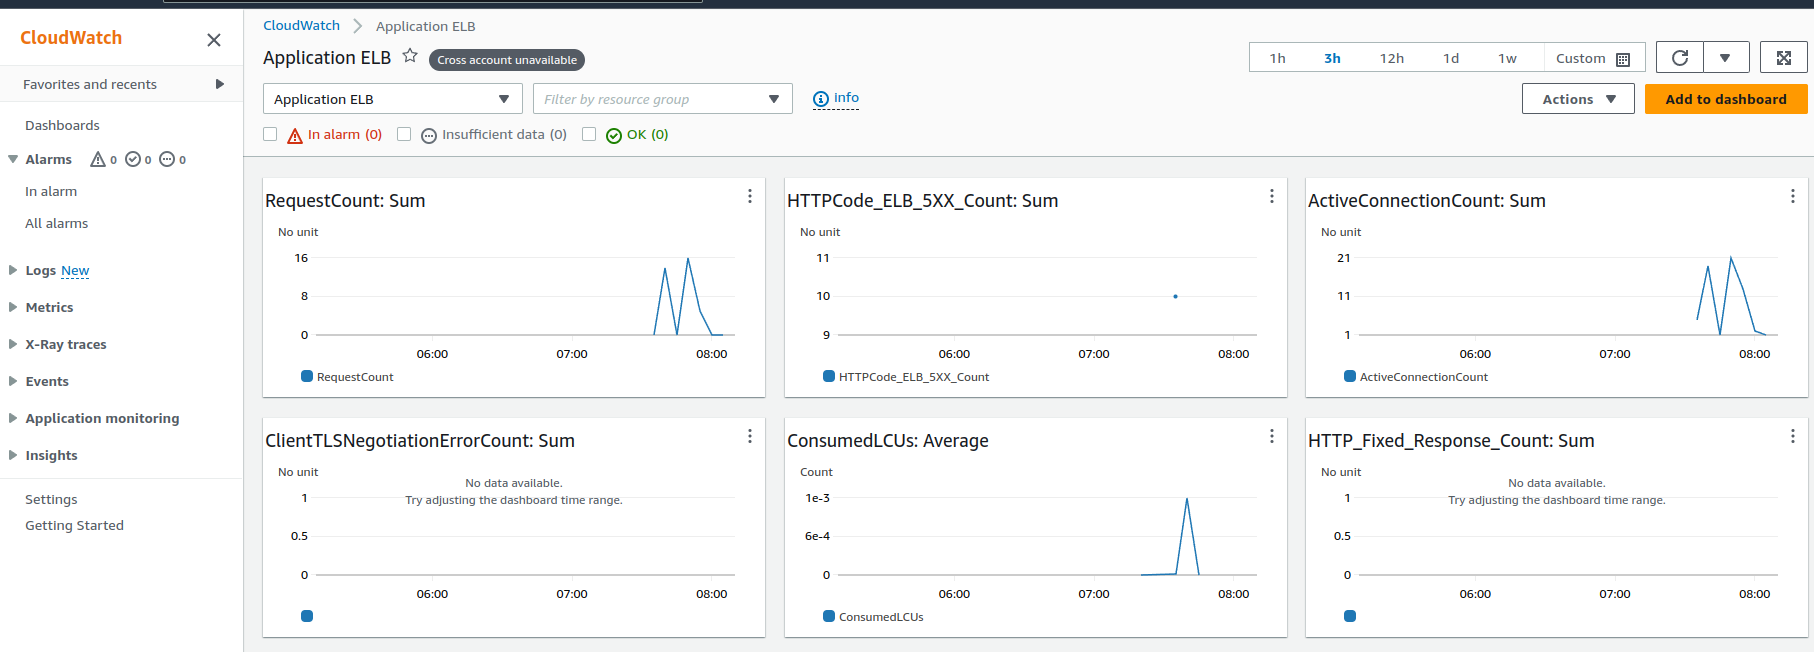 CloudWatch
Favorites and recents
Dashboards
Alarms 0 0 0
In alarm
All alarms
Logs New
Metrics
X-Ray traces
Events
Application monitoring
Insights
Settings
Getting Started
CloudWatch Application ELB
Application ELB Cross account unavailable
1h 3h 12h 1d 1w Custom
Application ELB Filter by resource group info
Actions Add to dashboard
In alarm (0) Insufficient data (0) OK (0)
RequestCount: Sum
No unit
16
8
0
06:00 07:00 08:00
RequestCount
HTTPCode_ELB_5XX_Count: Sum
No unit
11
10
9
06:00 07:00 08:00
HTTPCode_ELB_5XX_Count
ActiveConnectionCount: Sum
No unit
21
11
1
06:00 07:00 08:00
ActiveConnectionCount
ClientTLSNegotiationErrorCount: Sum
No unit
No data available.
Try adjusting the dashboard time range.
1
0.5
0
06:00 07:00 08:00
ConsumedLCUs: Average
Count
1e-3
6e-4
0
06:00 07:00 08:00
ConsumedLCUs
HTTP_Fixed_Response_Count: Sum
No unit
No data available.
Try adjusting the dashboard time range.
1
0.5
0
06:00 07:00 08:00